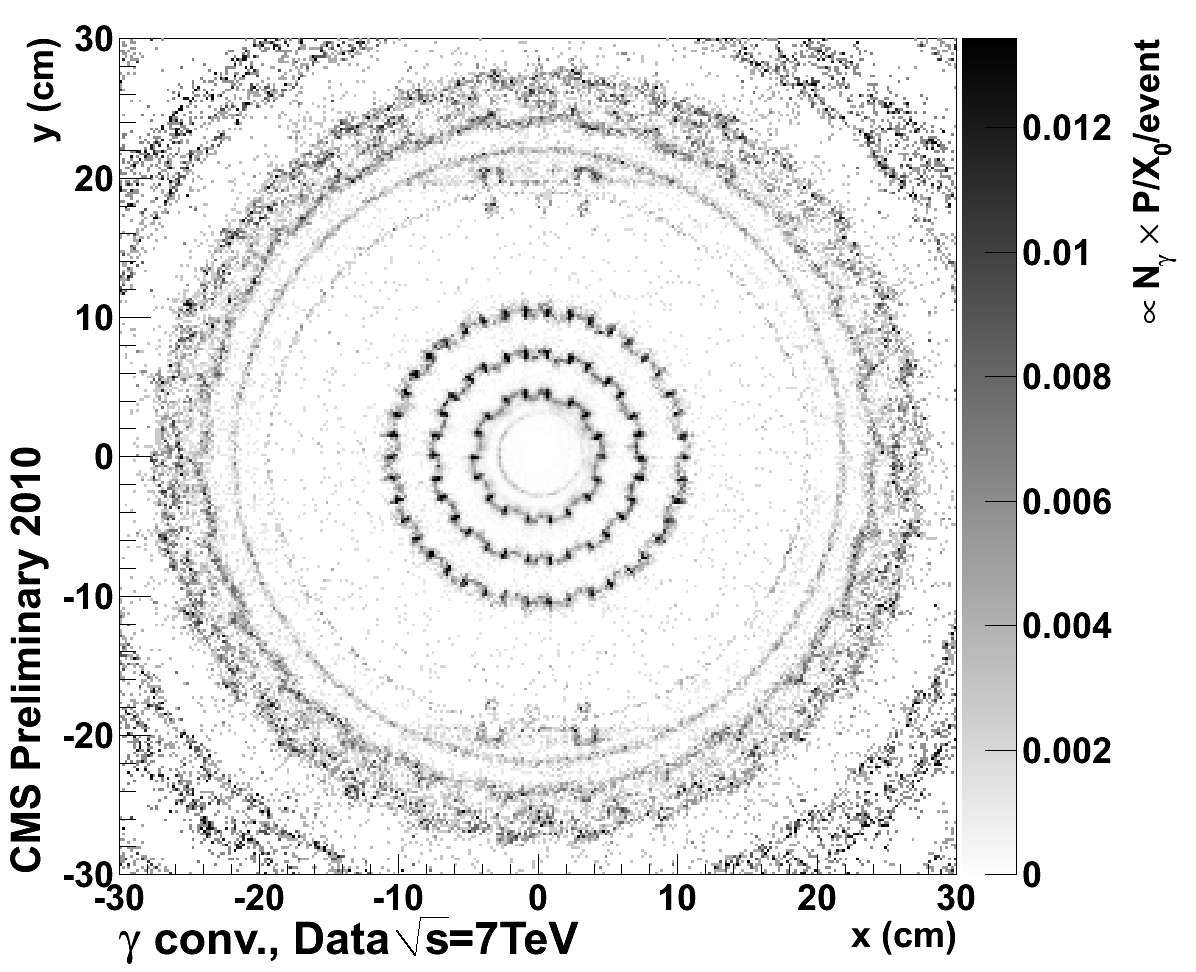 30
y (cm)
20
10
0
-10
-20
-30
-30 -20 -10 0 10 20 30
x (cm)
γ conv., Data √s=7TeV
CMS Preliminary 2010
0.012
0.01
0.008
0.006
0.004
0.002
0
∝ Nγ × P/X0/event